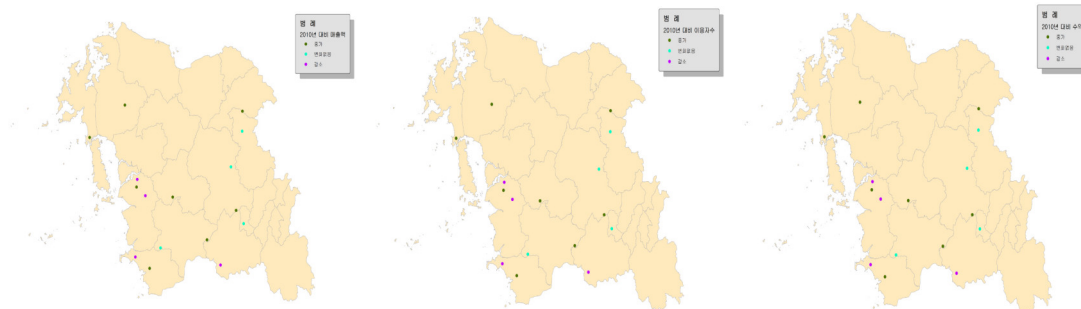 범 례
2010년 대비 매출액
증가
변화없음
감소
범 례
2010년 대비 이용자수
증가
변화없음
감소
범 례
2010년 대비 수익
증가
변화없음
감소